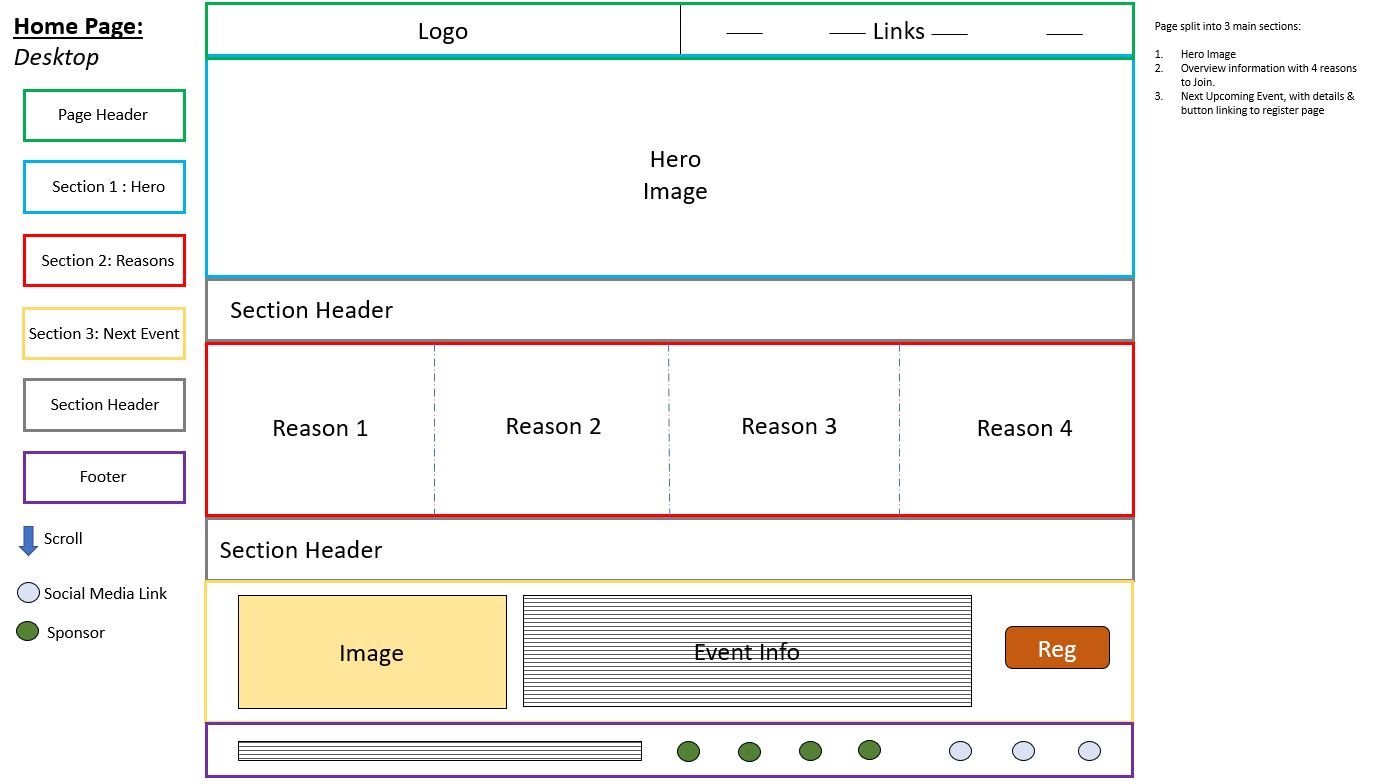 Home Page:
Desktop
Page Header
Section 1 : Hero
Section 2: Reasons
Section 3: Next Event
Section Header
Footer
Scroll
Social Media Link
Sponsor
Logo
Links
Hero
Image
Section Header
Reason 1
Reason 2
Reason 3
Reason 4
Section Header
Image
Event Info
Reg
Page split into 3 main sections:
1. Hero Image
2. Overview information with 4 reasons
to Join.
3. Next Upcoming Event, with details &
button linking to register page